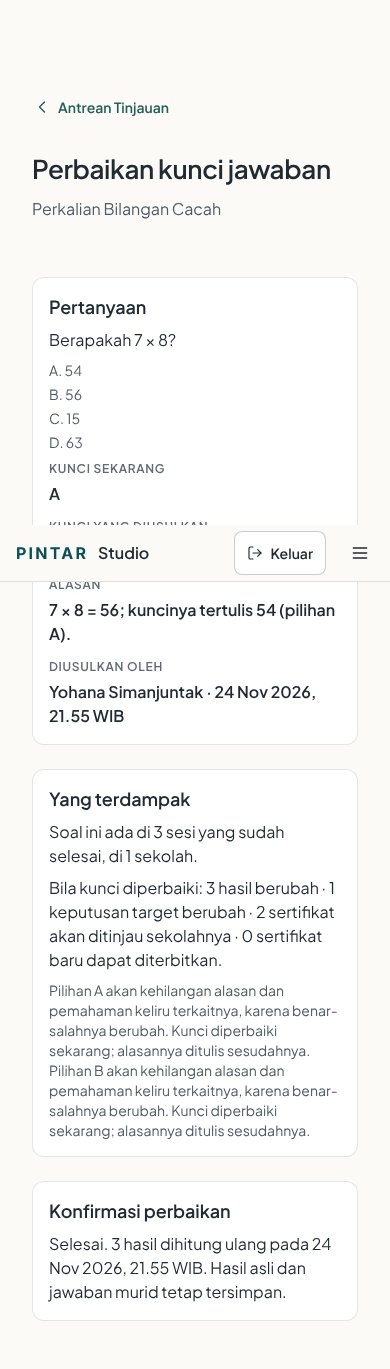 Antrean Tinjauan
Perbaikan kunci jawaban
Perkalian Bilangan Cacah
Pertanyaan
Berapakah 7 × 8?
A. 54
B. 56
C. 15
D. 63
KUNCI SEKARANG
A
KUNCI YANG DIUSULKAN
PINTAR Studio
Keluar
ALASAN
7 × 8 = 56; kuncinya tertulis 54 (pilihan
A).
DIUSULKAN OLEH
Yohana Simanjuntak · 24 Nov 2026,
21.55 WIB
Yang terdampak
Soal ini ada di 3 sesi yang sudah
selesai, di 1 sekolah.
Bila kunci diperbaiki: 3 hasil berubah · 1
keputusan target berubah · 2 sertifikat
akan ditinjau sekolahnya · 0 sertifikat
baru dapat diterbitkan.
Pilihan A akan kehilangan alasan dan
pemahaman keliru terkaitnya, karena benar-
salahnya berubah. Kunci diperbaiki
sekarang; alasannya ditulis sesudahnya.
Pilihan B akan kehilangan alasan dan
pemahaman keliru terkaitnya, karena benar-
salahnya berubah. Kunci diperbaiki
sekarang; alasannya ditulis sesudahnya.
Konfirmasi perbaikan
Selesai. 3 hasil dihitung ulang pada 24
Nov 2026, 21.55 WIB. Hasil asli dan
jawaban murid tetap tersimpan.